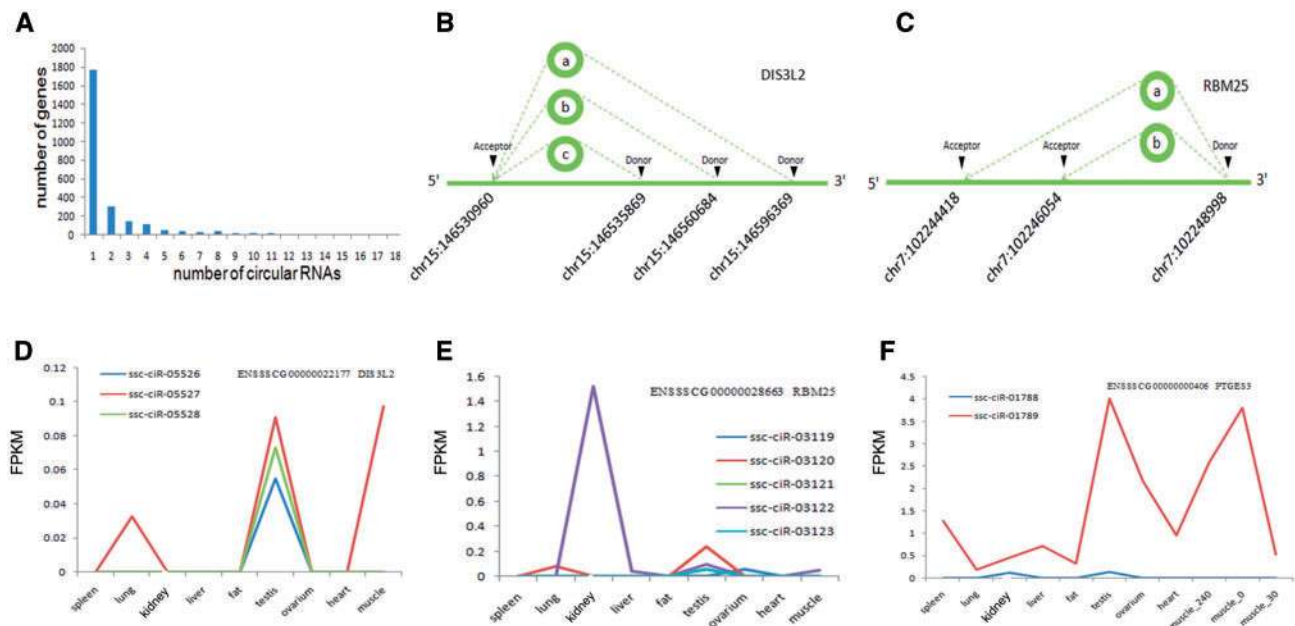 A
number of genes
2000
1800
1600
1400
1200
1000
800
600
400
200
0
1 2 3 4 5 6 7 8 9 10 11 12 13 14 15 16 17 18
number of circular RNAs
B
DIS3L2
a
b
c
Acceptor
Donor
Donor
Donor
5'
3'
chr15:146530960
chr15:146535869
chr15:146560684
chr15:146596369
C
RBM25
a
b
Acceptor
Acceptor
Donor
5'
3'
chr7:102244418
chr7:102246054
chr7:102248998
D
FPKM
0.12
0.1
0.08
0.06
0.04
0.02
0
ssc-ciR-05526
ssc-ciR-05527
ssc-ciR-05528
ENSSSCG00000022177 DIS3L2
spleen
lung
kidney
liver
fat
testis
ovarium
heart
muscle
E
FPKM
1.6
1.4
1.2
1
0.8
0.6
0.4
0.2
0
ENSSSCG00000028663 RBM25
ssc-ciR-03119
ssc-ciR-03120
ssc-ciR-03121
ssc-ciR-03122
ssc-ciR-03123
spleen
lung
kidney
liver
fat
testis
ovarium
heart
muscle
F
FPKM
4.5
4
3.5
3
2.5
2
1.5
1
0.5
0
ssc-ciR-01788
ssc-ciR-01789
ENSSSCG00000000406 PTGES3
spleen
lung
kidney
liver
fat
testis
ovarium
heart
muscle_240
muscle_0
muscle_30